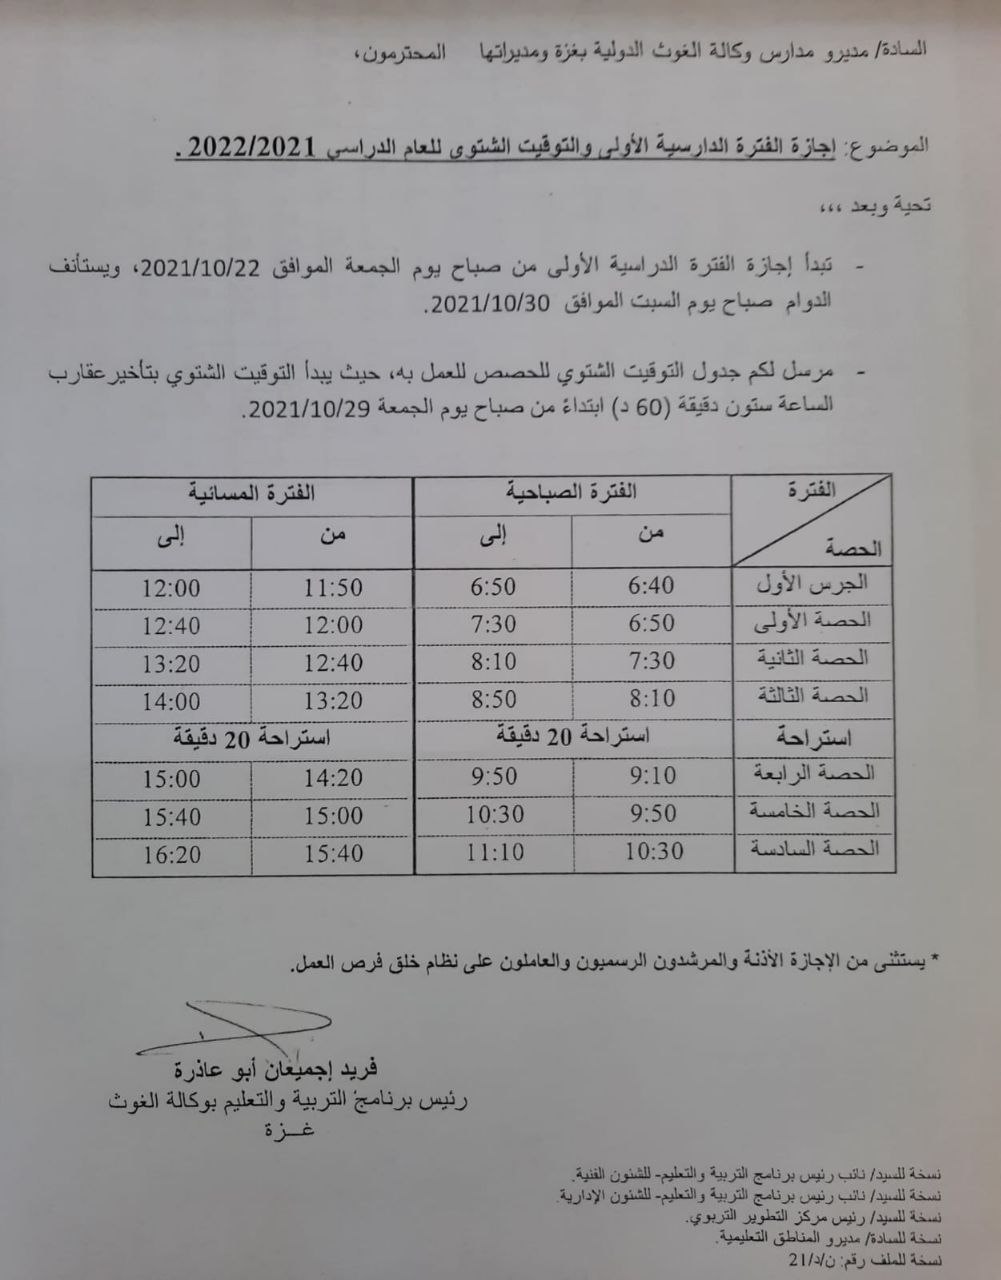 السادة/ مديرو مدارس وكالة الغوث الدولية بغزة ومديراتها المحترمون،
الموضوع: إجازة الفترة الدارسية الأولى والتوقيت الشتوي للعام الدراسي 2022/2021 .
تحية وبعد ،،،
- تبدأ إجازة الفترة الدراسية الأولى من صباح يوم الجمعة الموافق 2021/10/22، ويستأنف
الدوام صباح يوم السبت الموافق 2021/10/30.
- مرسل لكم جدول التوقيت الشتوي للحصص للعمل به، حيث يبدأ التوقيت الشتوي بتأخير عقارب
الساعة ستون دقيقة (60 د) ابتداءً من صباح يوم الجمعة 2021/10/29.
الفترة الفترة الصباحية الفترة المسائية
الحصة من إلى من إلى
الجرس الأول 6:40 6:50 11:50 12:00
الحصة الأولى 6:50 7:30 12:00 12:40
الحصة الثانية 7:30 8:10 12:40 13:20
الحصة الثالثة 8:10 8:50 13:20 14:00
استراحة استراحة 20 دقيقة استراحة 20 دقيقة
الحصة الرابعة 9:10 9:50 14:20 15:00
الحصة الخامسة 9:50 10:30 15:00 15:40
الحصة السادسة 10:30 11:10 15:40 16:20
* يستثنى من الإجازة الأذنة والمرشدون الرسميون والعاملون على نظام خلق فرص العمل.
فريد إجميعان أبو عاذرة
رئيس برنامج التربية والتعليم بوكالة الغوث
غـــزة
نسخة للسيد/ نائب رئيس برنامج التربية والتعليم- للشئون الفنية.
نسخة للسيد/ نائب رئيس برنامج التربية والتعليم- للشئون الإدارية.
نسخة للسيد/ رئيس مركز التطوير التربوي.
نسخة للسادة/ مديرو المناطق التعليمية.
نسخة للملف رقم: ن/د/21